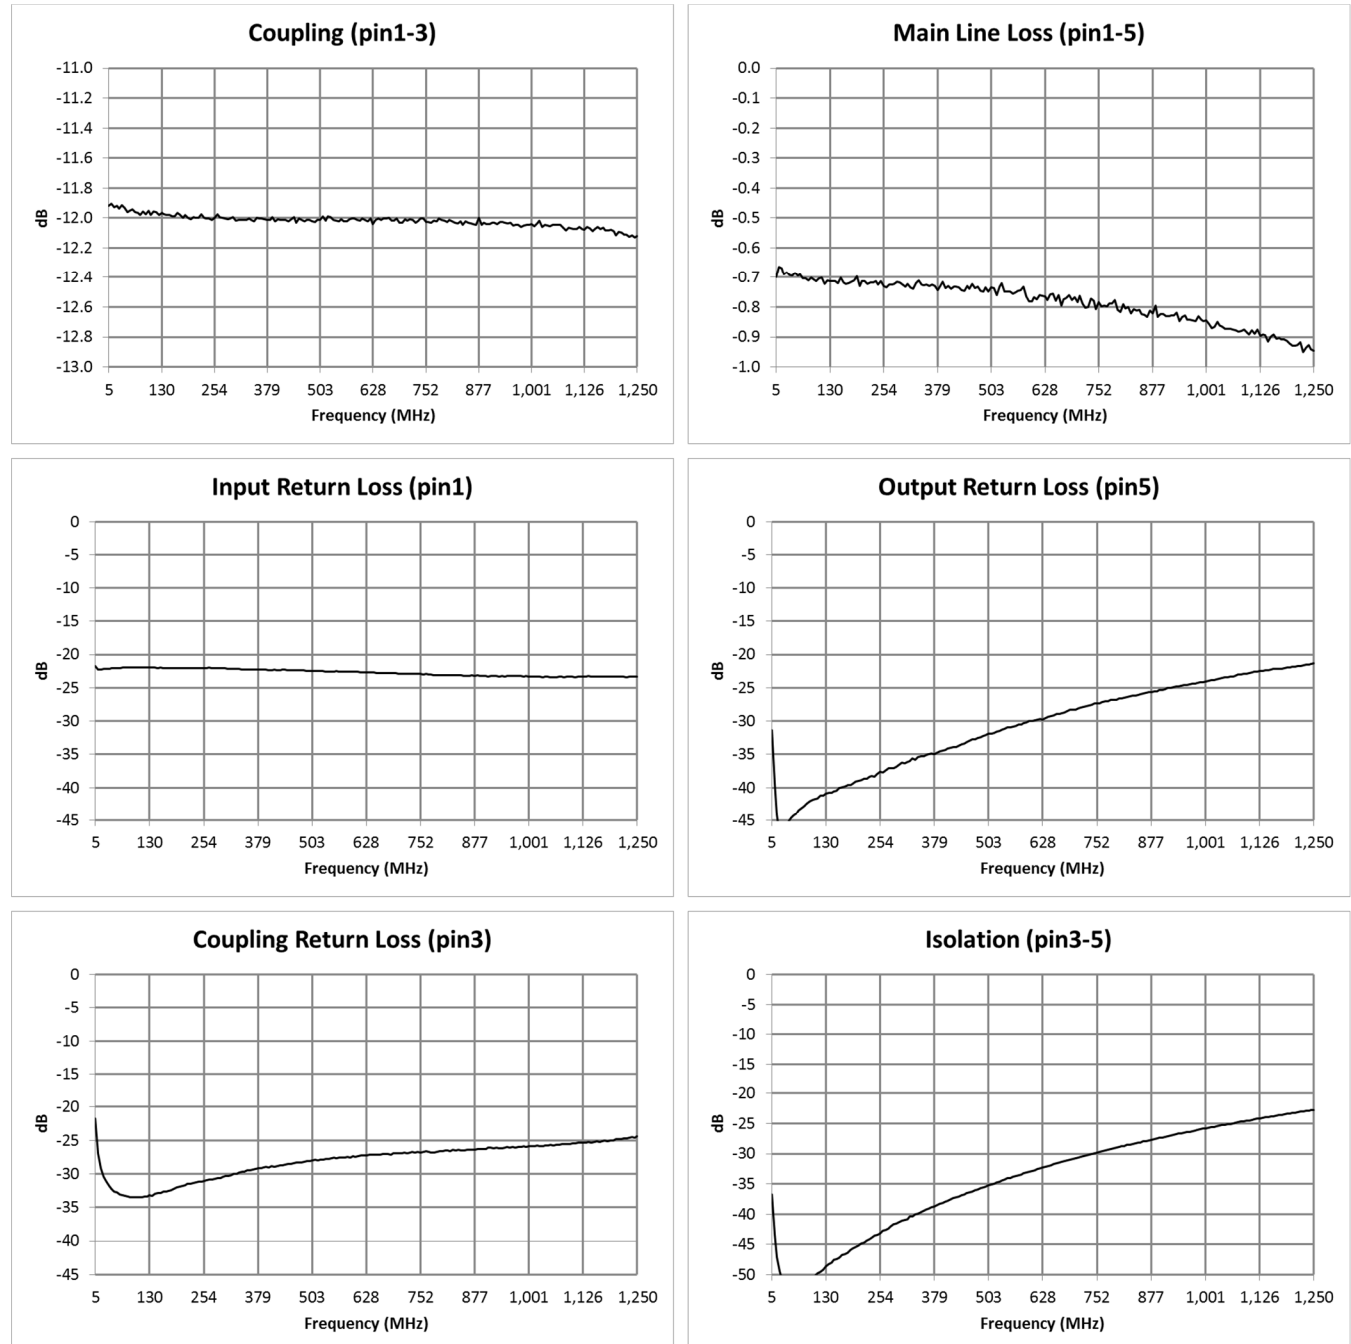 Coupling (pin1-3)
-11.0
-11.2
-11.4
-11.6
-11.8
-12.0
-12.2
-12.4
-12.6
-12.8
-13.0
dB
5 130 254 379 503 628 752 877 1,001 1,126 1,250
Frequency (MHz)
Main Line Loss (pin1-5)
0.0
-0.1
-0.2
-0.3
-0.4
-0.5
-0.6
-0.7
-0.8
-0.9
-1.0
dB
5 130 254 379 503 628 752 877 1,001 1,126 1,250
Frequency (MHz)
Input Return Loss (pin1)
0
-5
-10
-15
-20
-25
-30
-35
-40
-45
dB
5 130 254 379 503 628 752 877 1,001 1,126 1,250
Frequency (MHz)
Output Return Loss (pin5)
0
-5
-10
-15
-20
-25
-30
-35
-40
-45
dB
5 130 254 379 503 628 752 877 1,001 1,126 1,250
Frequency (MHz)
Coupling Return Loss (pin3)
0
-5
-10
-15
-20
-25
-30
-35
-40
-45
dB
5 130 254 379 503 628 752 877 1,001 1,126 1,250
Frequency (MHz)
Isolation (pin3-5)
0
-5
-10
-15
-20
-25
-30
-35
-40
-45
-50
dB
5 130 254 379 503 628 752 877 1,001 1,126 1,250
Frequency (MHz)